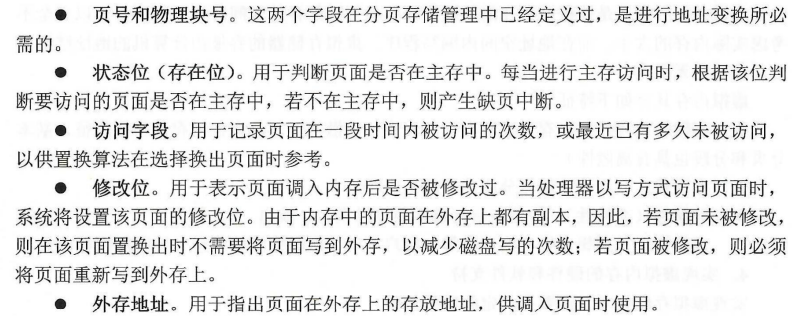 ● 页号和物理块号。这两个字段在分页存储管理中已经定义过，是进行地址变换所必
需的。
● 状态位（存在位）。用于判断页面是否在主存中。每当进行主存访问时，根据该位判
断要访问的页面是否在主存中，若不在主存中，则产生缺页中断。
● 访问字段。用于记录页面在一段时间内被访问的次数，或最近已有多久未被访问，
以供置换算法在选择换出页面时参考。
● 修改位。用于表示页面调入内存后是否被修改过。当处理器以写方式访问页面时，
系统将设置该页面的修改位。由于内存中的页面在外存上都有副本，因此，若页面未被修改，
则在该页面置换出时不需要将页面写到外存，以减少磁盘写的次数；若页面被修改，则必须
将页面重新写到外存上。
● 外存地址。用于指出页面在外存上的存放地址，供调入页面时使用。